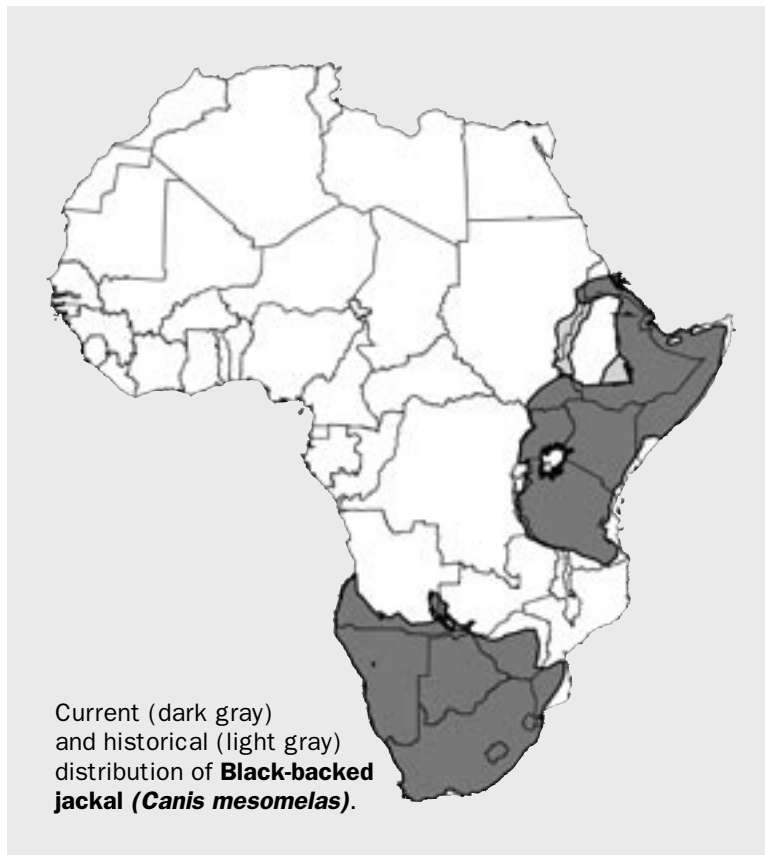 Current (dark gray)
and historical (light gray)
distribution of Black-backed
jackal (Canis mesomelas).